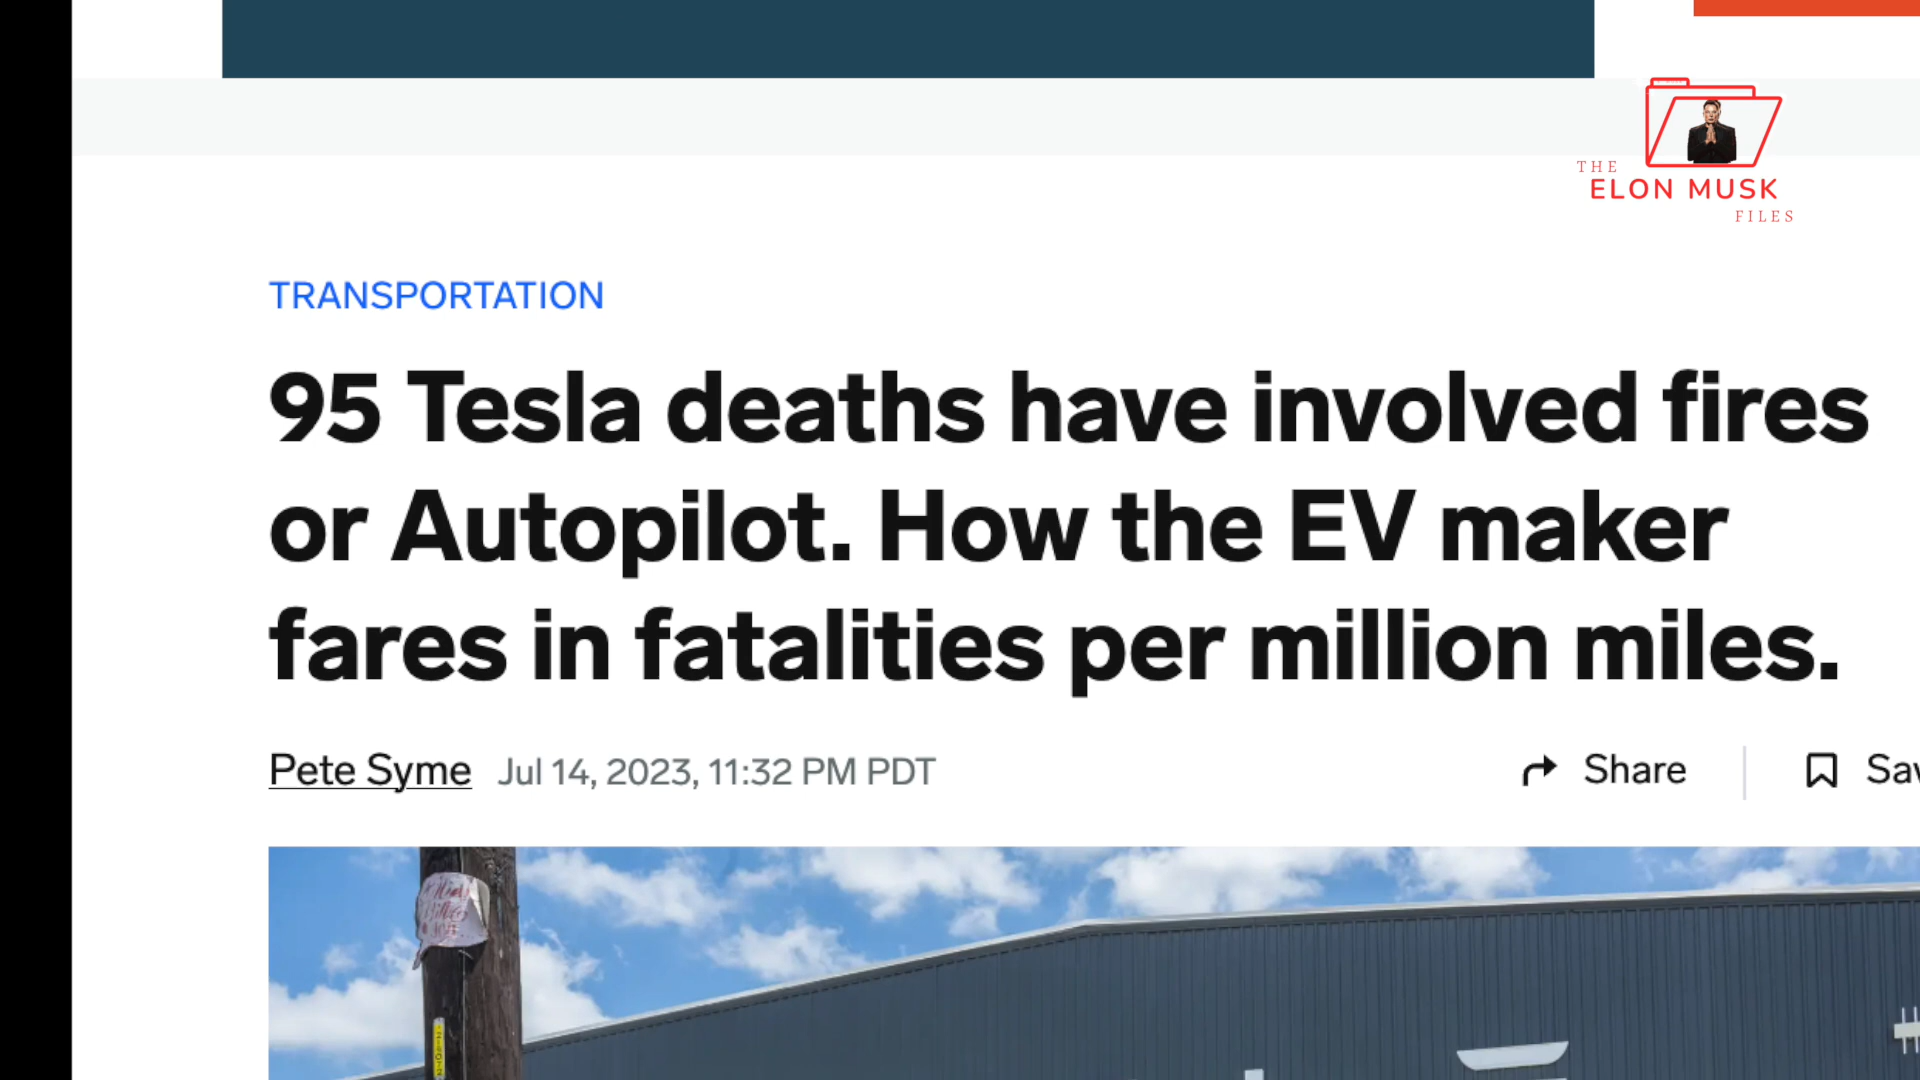 THE
ELON MUSK
FILES
TRANSPORTATION
95 Tesla deaths have involved fires
or Autopilot. How the EV maker
fares in fatalities per million miles.
Pete Syme Jul 14, 2023, 11:32 PM PDT
Share